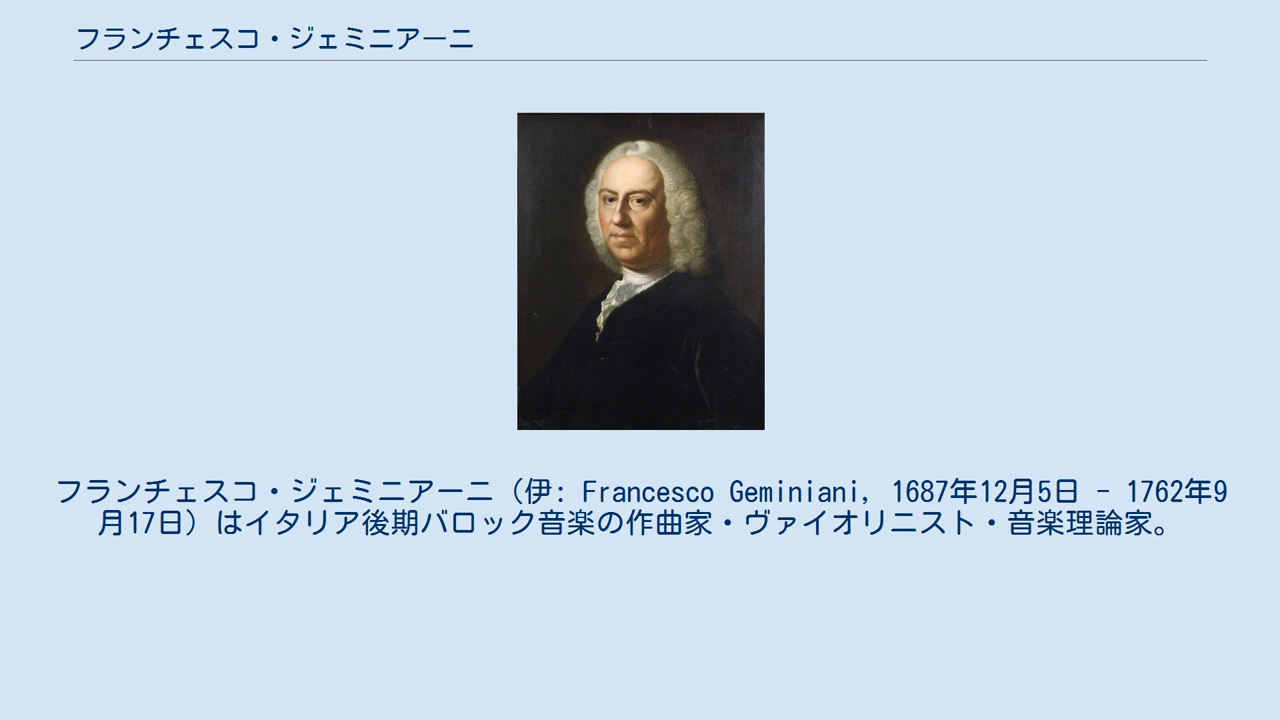 フランチェスコ・ジェミニアーニ
フランチェスコ・ジェミニアーニ（伊: Francesco Geminiani, 1687年12月5日 - 1762年9
月17日）はイタリア後期バロック音楽の作曲家・ヴァイオリニスト・音楽理論家。